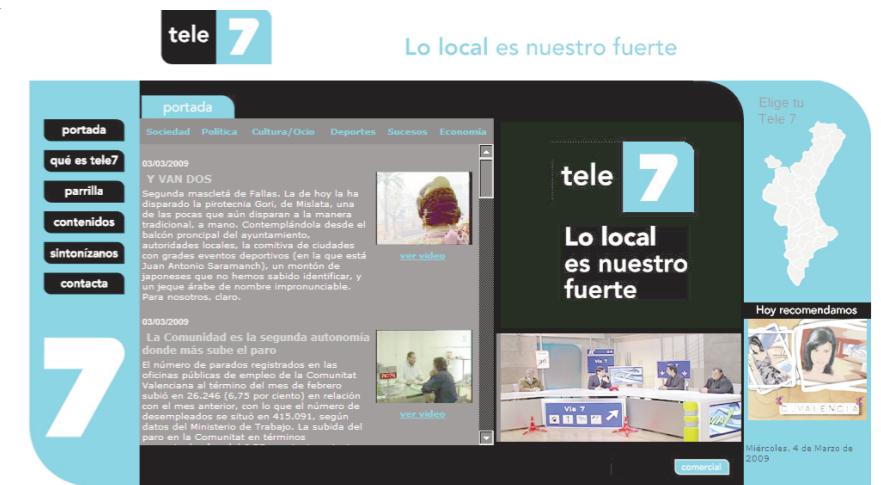 tele 7
Lo local es nuestro fuerte
portada
qué es tele7
parrilla
contenidos
sintonízanos
contacta
7
portada
Sociedad Política Cultura/Ocio Deportes Sucesos Economía
03/03/2009
Y VAN DOS
Segunda mascletá de Fallas. La de hoy la ha
disparado la pirotecnia Gori, de Mislata, una
de las pocas que aún disparan a la manera
tradicional, a mano. Contemplándola desde el
balcón proncipal del ayuntamiento,
autoridades locales, la comitiva de ciudades
con grades eventos deportivos (en la que está
Juan Antonio Saramanch), un montón de
japoneses que no hemos sabido identificar, y
un jeque árabe de nombre impronunciable.
Para nosotros, claro.
ver video
03/03/2009
La Comunidad es la segunda autonomía
donde más sube el paro
El número de parados registrados en las
oficinas públicas de empleo de la Comunitat
Valenciana al término del mes de febrero
subió en 26.246 (6,75 por ciento) en relación
con el mes anterior, con lo que el número de
desempleados se situó en 415.091, según
datos del Ministerio de Trabajo. La subida del
paro en la Comunitat en términos
ver video
tele 7
Lo local
es nuestro
fuerte
Vie 7
Vie 7
comercial
Elige tu
Tele 7
Hoy recomendamos
Miércoles, 4 de Marzo de
2009